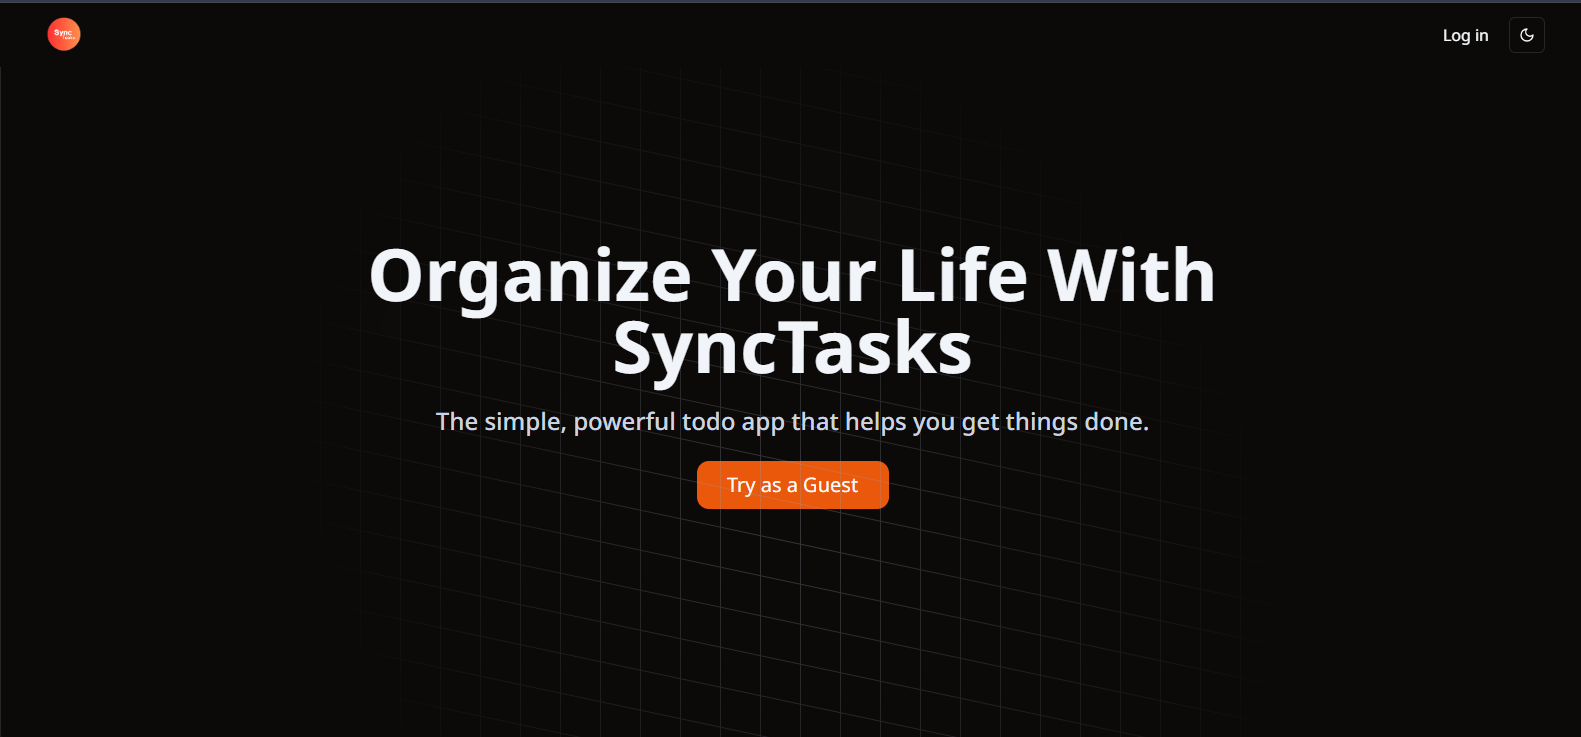 Sync
Log in
Organize Your Life With
SyncTasks
The simple, powerful todo app that helps you get things done.
Try as a Guest